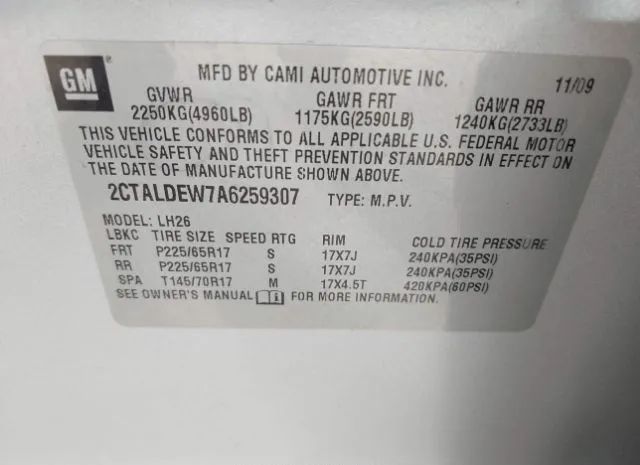 GM
MFD BY CAMI AUTOMOTIVE INC. 11/09
GVWR GAWR FRT GAWR RR
2250KG(4960LB) 1175KG(2590LB) 1240KG(2733LB)
THIS VEHICLE CONFORMS TO ALL APPLICABLE U.S. FEDERAL MOTOR
VEHICLE SAFETY AND THEFT PREVENTION STANDARDS IN EFFECT ON
THE DATE OF MANUFACTURE SHOWN ABOVE.
2CTALDEW7A6259307 TYPE: M.P.V.
MODEL: LH26
LBKC TIRE SIZE SPEED RTG RIM COLD TIRE PRESSURE
FRT P225/65R17 S 17X7J 240KPA(35PSI)
RR P225/65R17 S 17X7J 240KPA(35PSI)
SPA T145/70R17 M 17X4.5T 420KPA(60PSI)
SEE OWNER'S MANUAL FOR MORE INFORMATION.